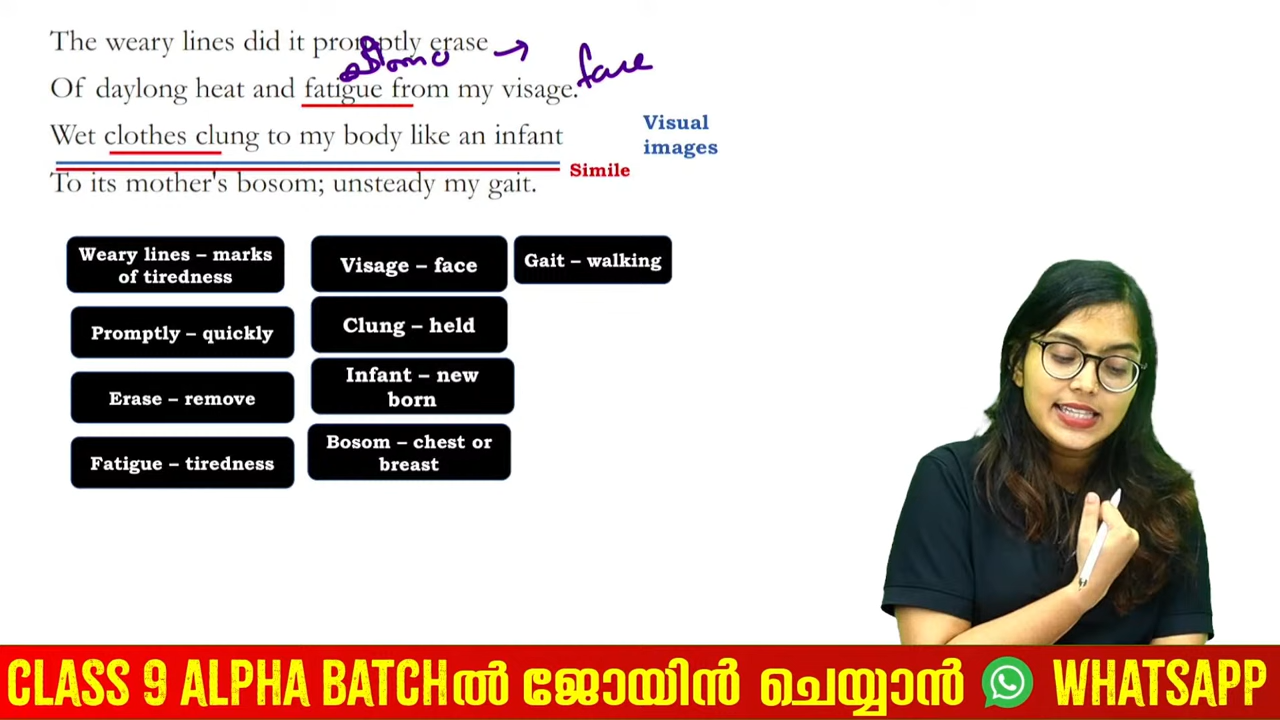 The weary lines did it promptly erase
Of daylong heat and fatigue from my visage.
face
Wet clothes clung to my body like an infant
Visual
images
Simile
To its mother's bosom; unsteady my gait.
Weary lines – marks
of tiredness
Visage – face
Gait – walking
Promptly – quickly
Clung – held
Erase – remove
Infant – new
born
Fatigue – tiredness
Bosom – chest or
breast
CLASS 9 ALPHA BATCHൽ ജോയിൻ ചെയ്യാൻ WHATSAPP